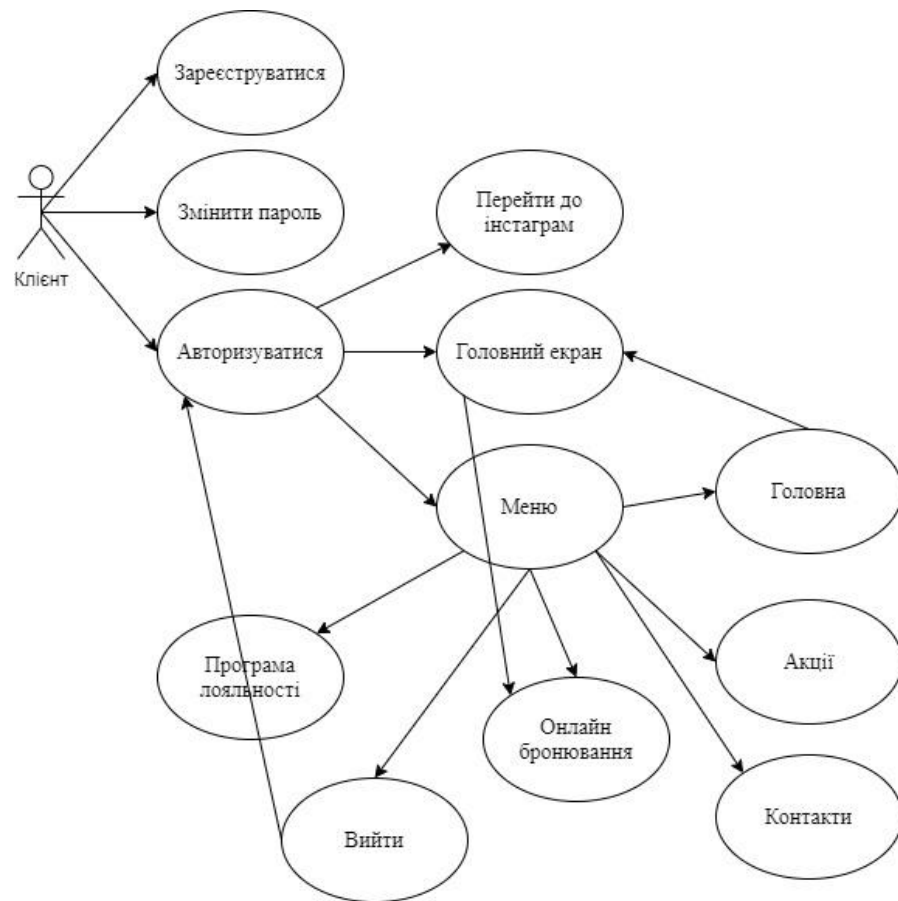 Зареєструватися
Змінити пароль
Перейти до
інстаграм
Клієнт
Авторизуватися
Головний екран
Головна
Меню
Програма
лояльності
Акції
Онлайн
бронювання
Контакти
Вийти